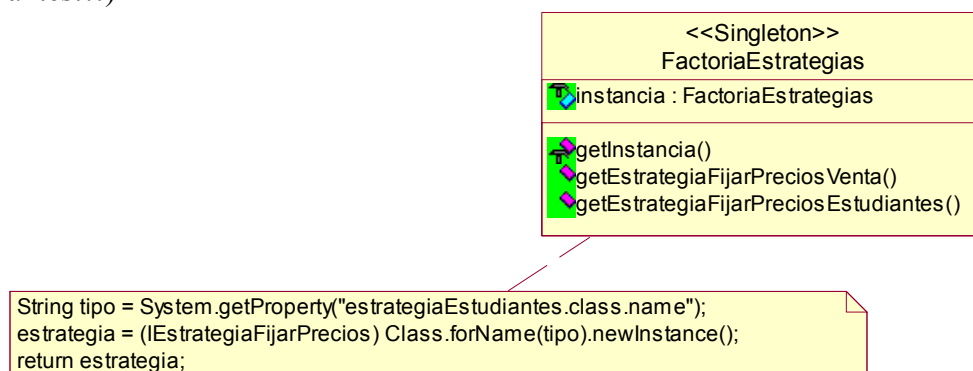 <<Singleton>>
FactoriaEstrategias
instancia : FactoriaEstrategias
getInstancia()
getEstrategiaFijarPreciosVenta()
getEstrategiaFijarPreciosEstudiantes()
String tipo = System.getProperty("estrategiaEstudiantes.class.name");
estrategia = (IEstrategiaFijarPrecios) Class.forName(tipo).newInstance();
return estrategia;